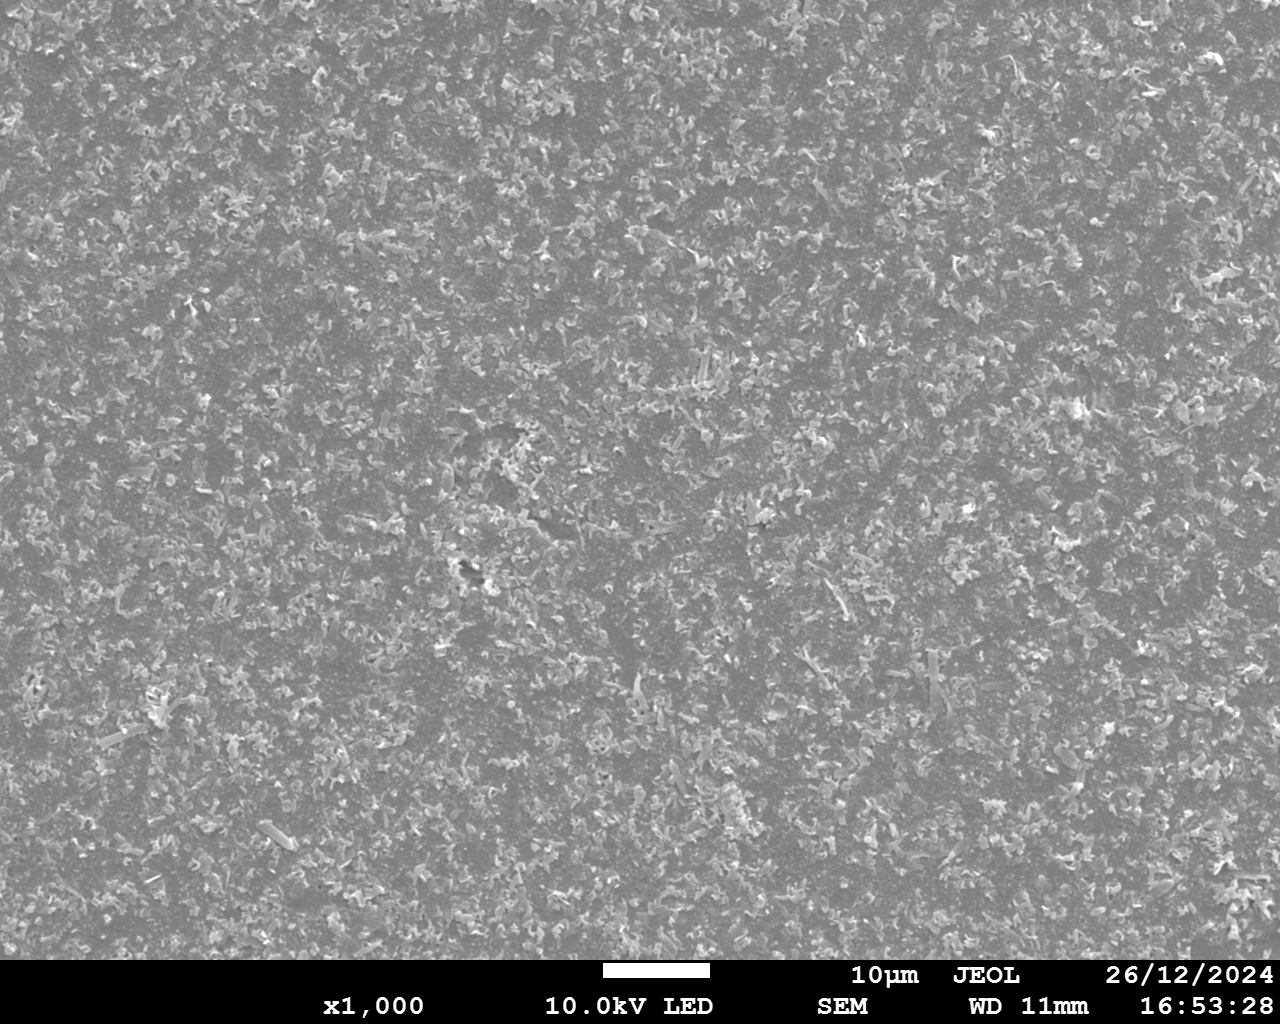 10µm JEOL 26/12/2024
x1,000 10.0kV LED SEM WD 11mm 16:53:28